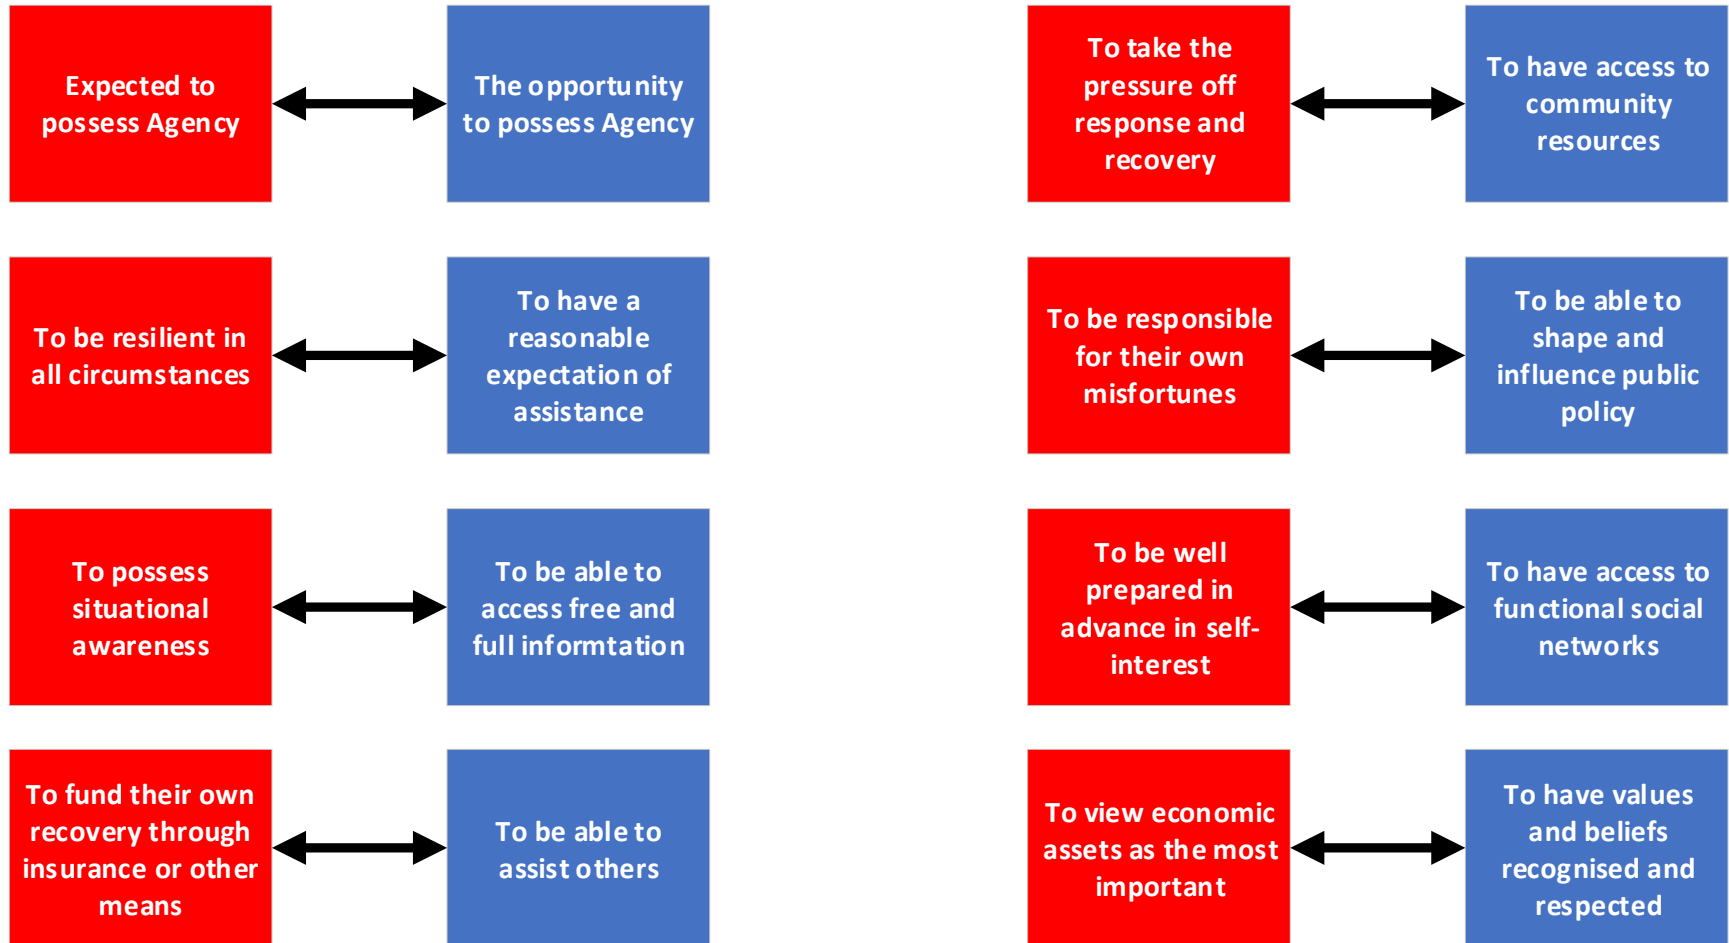 Expected to
possess Agency
The opportunity
to possess Agency
To take the
pressure off
response and
recovery
To have access to
community
resources
To be resilient in
all circumstances
To have a
reasonable
expectation of
assistance
To be responsible
for their own
misfortunes
To be able to
shape and
influence public
policy
To possess
situational
awareness
To be able to
access free and
full informtation
To be well
prepared in
advance in self-
interest
To have access to
functional social
networks
To fund their own
recovery through
insurance or other
means
To be able to
assist others
To view economic
assets as the most
important
To have values
and beliefs
recognised and
respected